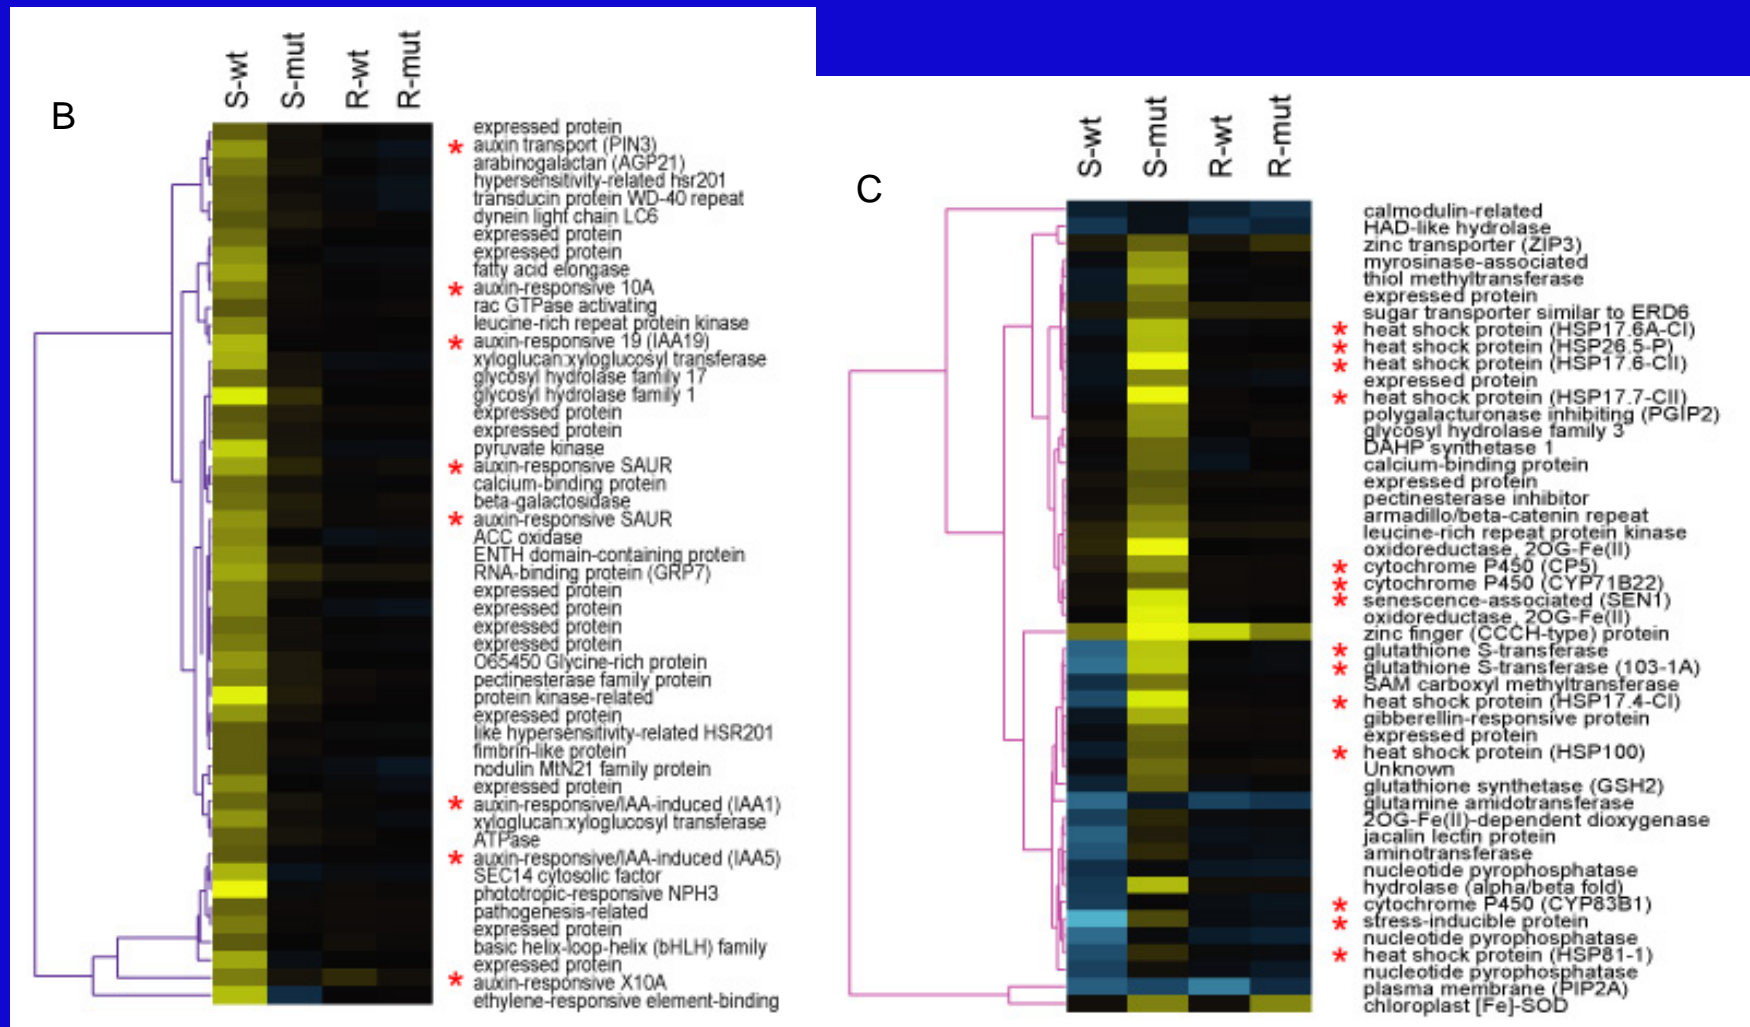 B
S-wt
S-mut
R-wt
R-mut
expressed protein
* auxin transport (PIN3)
arabinogalactan (AGP21)
hypersensitivity-related hsr201
transducin protein WD-40 repeat
dynein light chain LC6
expressed protein
expressed protein
fatty acid elongase
* auxin-responsive 10A
rac GTPase activating
leucine-rich repeat protein kinase
* auxin-responsive 19 (IAA19)
xyloglucan:xyloglucosyl transferase
glycosyl hydrolase family 17
glycosyl hydrolase family 1
expressed protein
expressed protein
pyruvate kinase
* auxin-responsive SAUR
calcium-binding protein
beta-galactosidase
* auxin-responsive SAUR
ACC oxidase
ENTH domain-containing protein
RNA-binding protein (GRP7)
expressed protein
expressed protein
expressed protein
expressed protein
O65450 Glycine-rich protein
pectinesterase family protein
protein kinase-related
expressed protein
like hypersensitivity-related HSR201
fimbrin-like protein
nodulin MtN21 family protein
expressed protein
* auxin-responsive/IAA-induced (IAA1)
xyloglucan:xyloglucosyl transferase
ATPase
* auxin-responsive/IAA-induced (IAA5)
SEC14 cytosolic factor
phototropic-responsive NPH3
pathogenesis-related
expressed protein
basic helix-loop-helix (bHLH) family
expressed protein
* auxin-responsive X10A
ethylene-responsive element-binding
C
S-wt
S-mut
R-wt
R-mut
calmodulin-related
HAD-like hydrolase
zinc transporter (ZIP3)
myrosinase-associated
thiol methyltransferase
expressed protein
sugar transporter similar to ERD6
* heat shock protein (HSP17.6A-CI)
* heat shock protein (HSP26.5-P)
* heat shock protein (HSP17.6-CII)
expressed protein
* heat shock protein (HSP17.7-CII)
polygalacturonase inhibiting (PGIP2)
glycosyl hydrolase family 3
DAHP synthetase 1
calcium-binding protein
expressed protein
pectinesterase inhibitor
armadillo/beta-catenin repeat
leucine-rich repeat protein kinase
oxidoreductase, 2OG-Fe(II)
* cytochrome P450 (CP5)
* cytochrome P450 (CYP71B22)
* senescence-associated (SEN1)
oxidoreductase, 2OG-Fe(II)
zinc finger (CCCH-type) protein
* glutathione S-transferase
* glutathione S-transferase (103-1A)
SAM carboxyl methyltransferase
* heat shock protein (HSP17.4-CI)
gibberellin-responsive protein
expressed protein
* heat shock protein (HSP100)
Unknown
glutathione synthetase (GSH2)
glutamine amidotransferase
2OG-Fe(II)-dependent dioxygenase
jacalin lectin protein
aminotransferase
nucleotide pyrophosphatase
hydrolase (alpha/beta fold)
* cytochrome P450 (CYP83B1)
* stress-inducible protein
nucleotide pyrophosphatase
* heat shock protein (HSP81-1)
nucleotide pyrophosphatase
plasma membrane (PIP2A)
chloroplast [Fe]-SOD